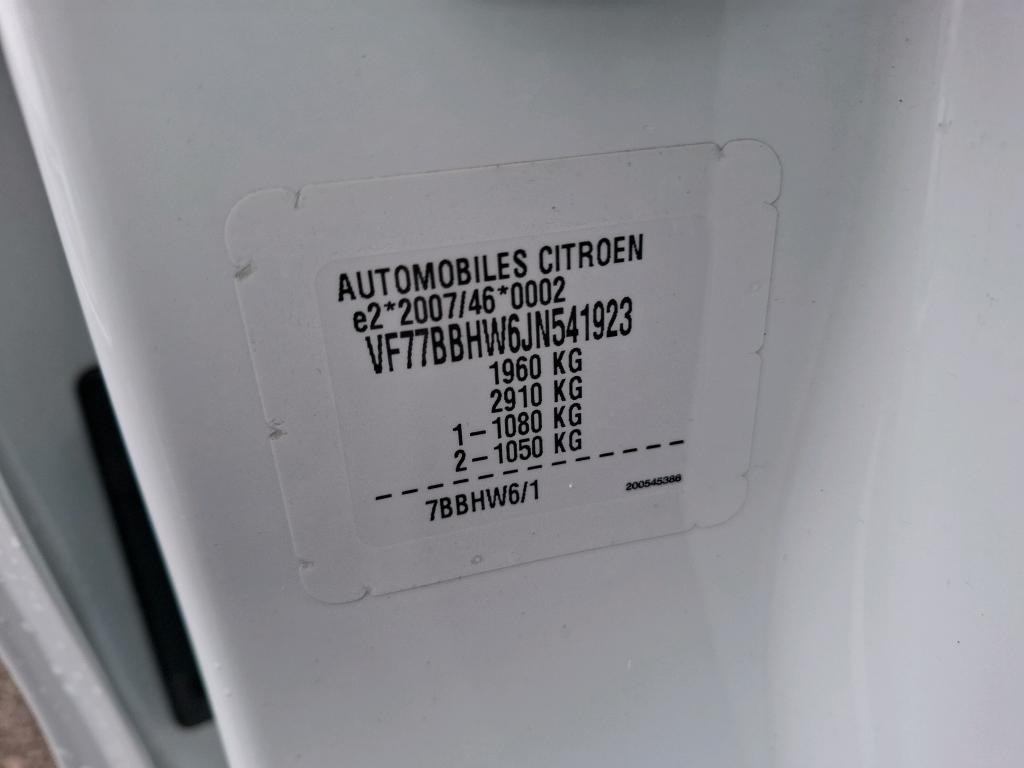 AUTOMOBILES CITROEN
e2*2007/46*0002
VF77BBHW6JN541923
1960 KG
2910 KG
1-1080 KG
2-1050 KG
7BBHW6/1
200545386